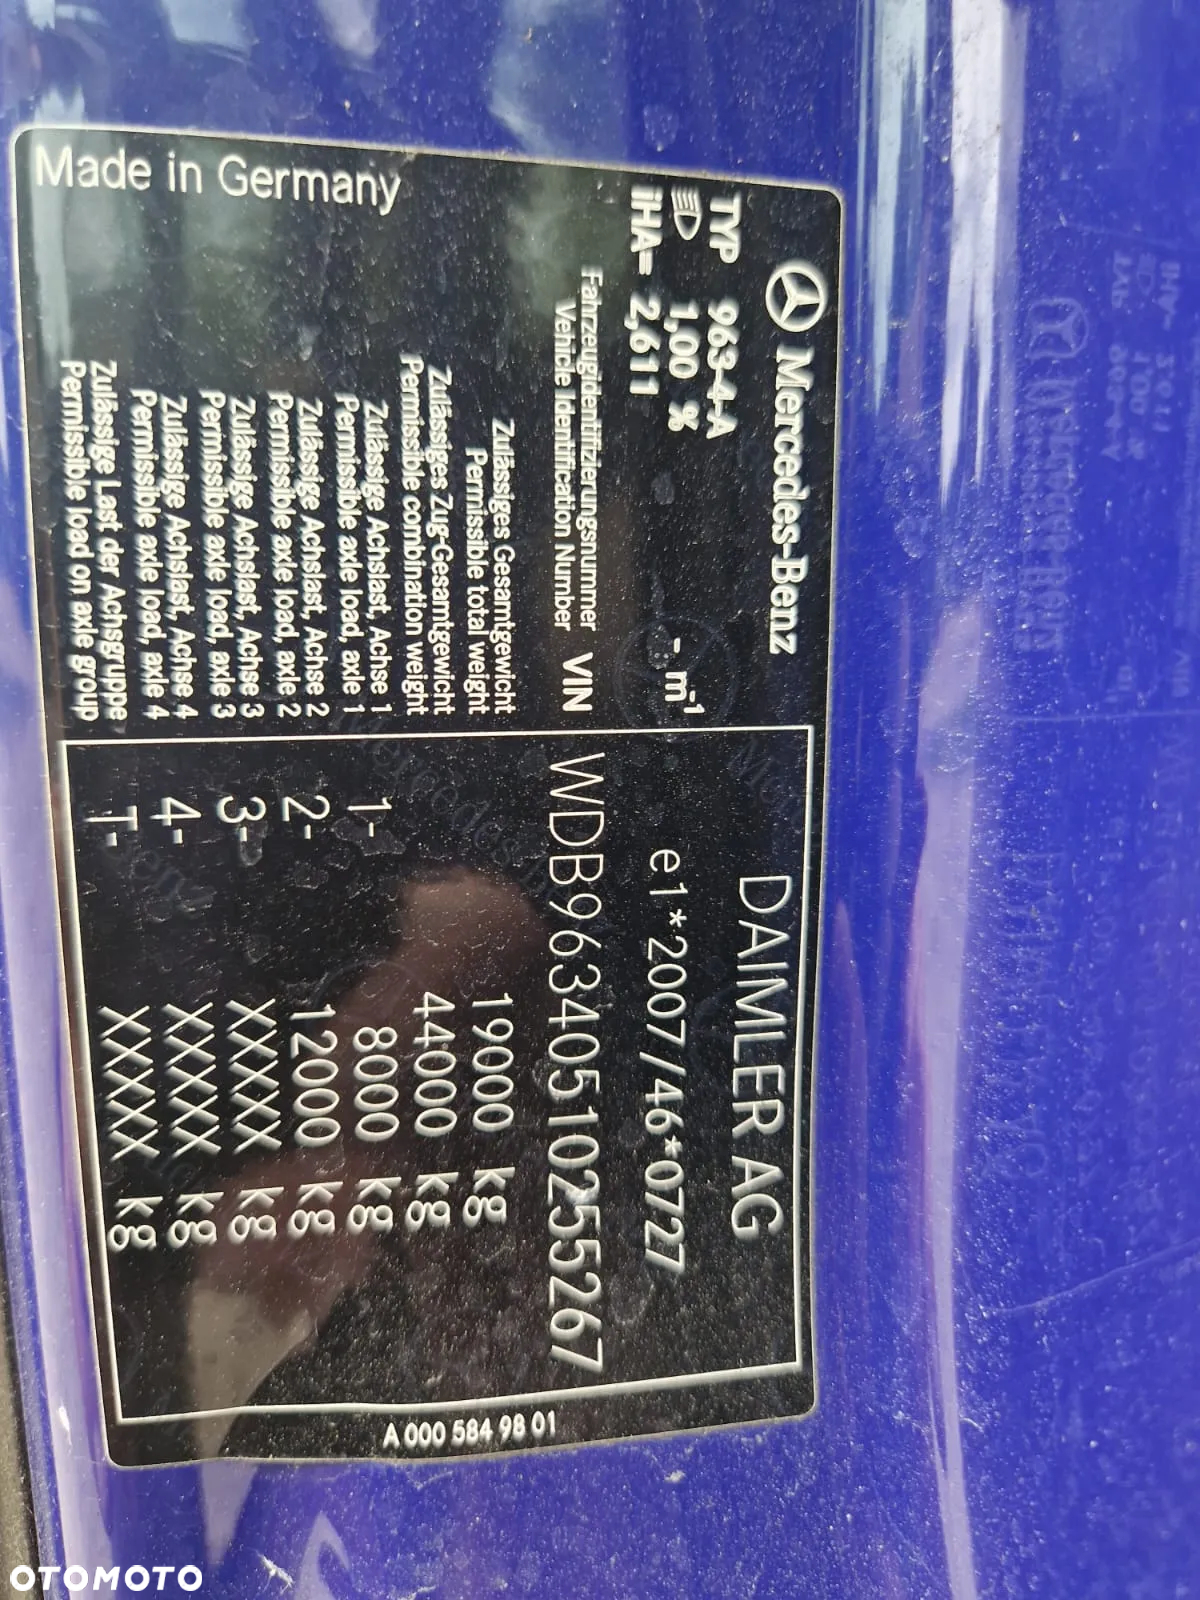 Mercedes-Benz
TYP 963-4-A
1,00 % - m⁻¹
iHA= 2,611
DAIMLER AG
e1*2007/46*0727
Fahrzeugidentifizierungsnummer
Vehicle Identification Number VIN WDB96340510255267
Zulässiges Gesamtgewicht
Permissible total weight 19000 kg
Zulässiges Zug-Gesamtgewicht
Permissible combination weight 44000 kg
Zulässige Achslast, Achse 1
Permissible axle load, axle 1 1- 8000 kg
Zulässige Achslast, Achse 2
Permissible axle load, axle 2 2- 12000 kg
Zulässige Achslast, Achse 3
Permissible axle load, axle 3 3- XXXXX kg
Zulässige Achslast, Achse 4
Permissible axle load, axle 4 4- XXXXX kg
Zulässige Last der Achsgruppe
Permissible load on axle group T- XXXXX kg
Made in Germany
A 000 584 98 01
OTOMOTO